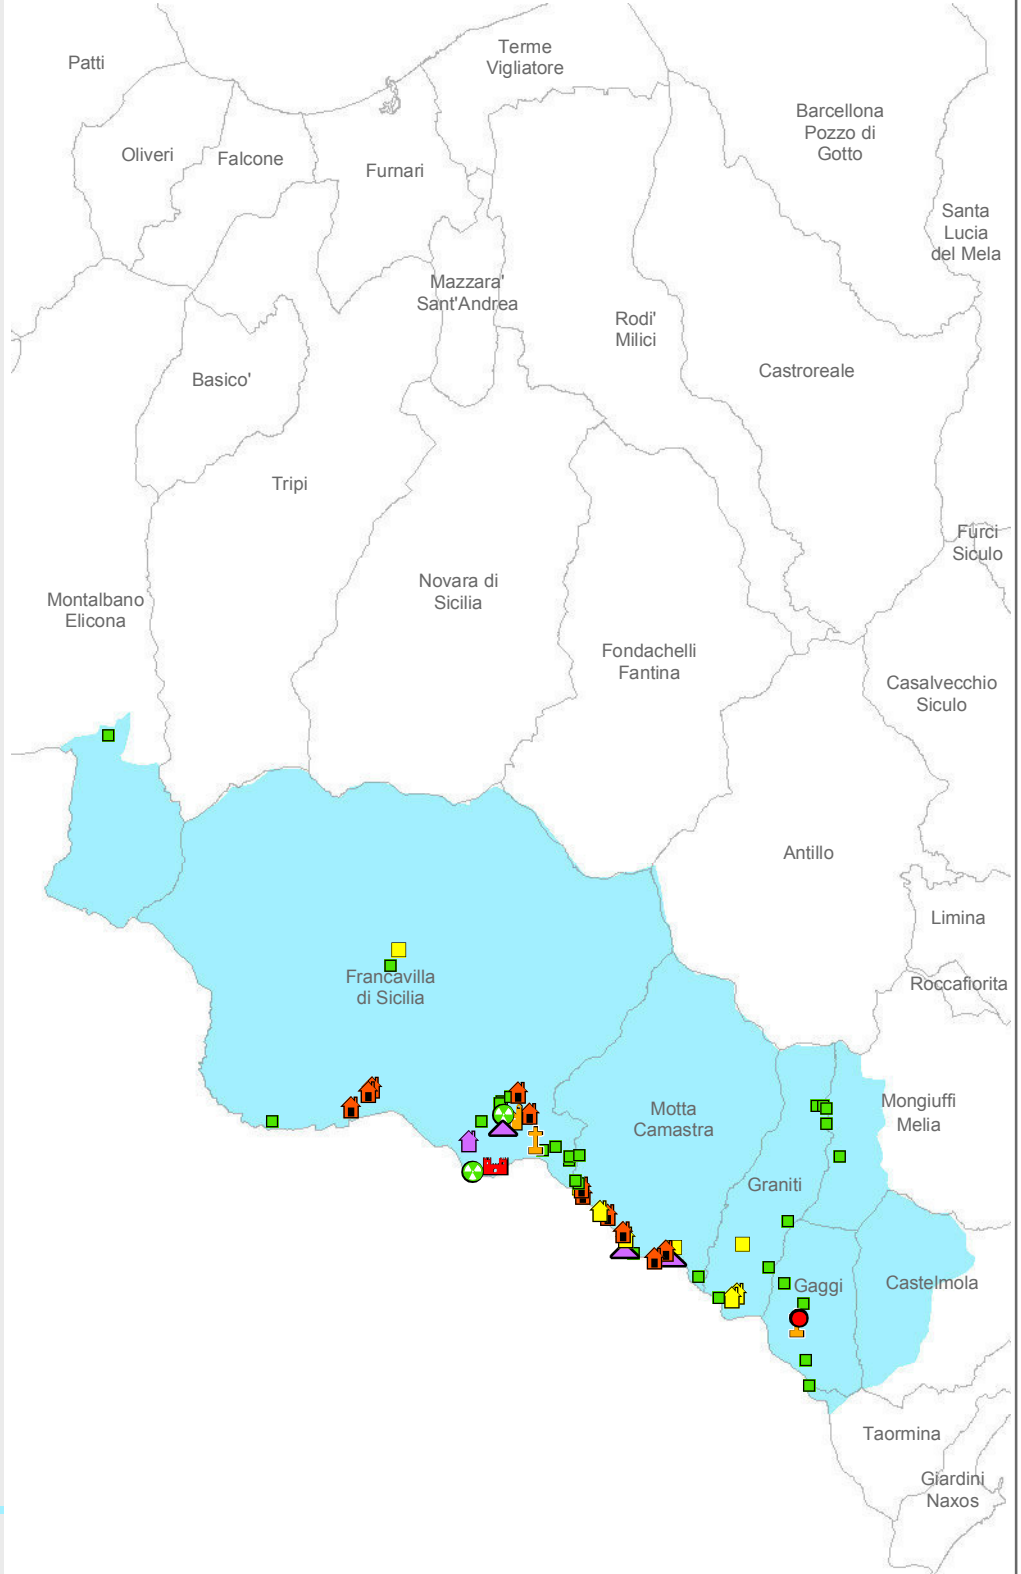 Patti
Terme
Vigliatore
Barcellona
Pozzo di
Gotto
Oliveri
Falcone
Furnari
Santa
Lucia
del Mela
Mazzara'
Sant'Andrea
Rodi'
Milici
Basico'
Castroreale
Tripi
Furci
Siculo
Novara di
Sicilia
Montalbano
Elicona
Fondachelli
Fantina
Casalvecchio
Siculo
Antillo
Limina
Francavilla
di Sicilia
Roccafiorita
Motta
Camastra
Mongiuffi
Melia
Graniti
Gaggi
Castelmola
Taormina
Giardini
Naxos